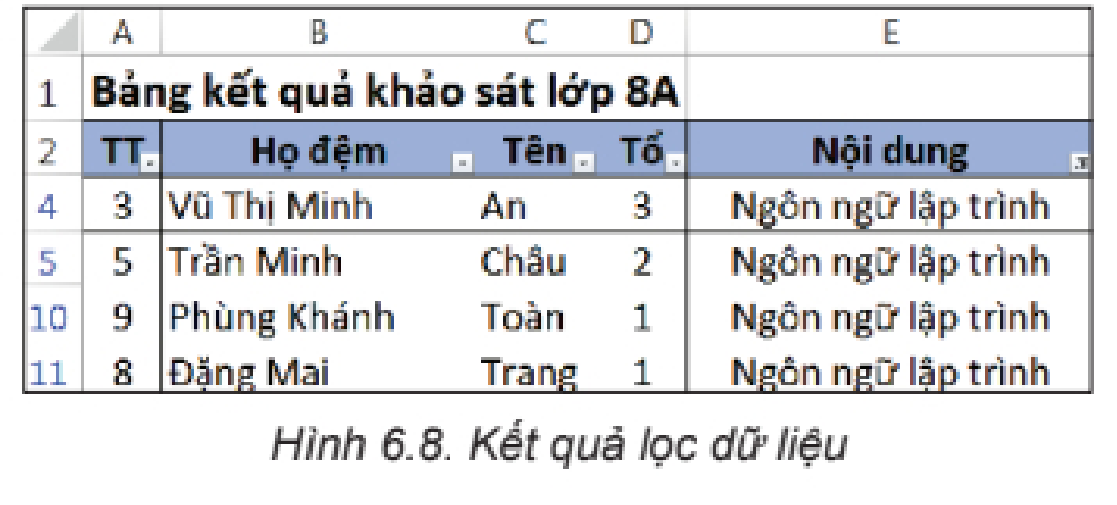 A B C D E
1 Bảng kết quả khảo sát lớp 8A
2 TT Họ đệm Tên Tổ Nội dung
4 3 Vũ Thị Minh An 3 Ngôn ngữ lập trình
5 5 Trần Minh Châu 2 Ngôn ngữ lập trình
10 9 Phùng Khánh Toàn 1 Ngôn ngữ lập trình
11 8 Đặng Mai Trang 1 Ngôn ngữ lập trình
Hình 6.8. Kết quả lọc dữ liệu